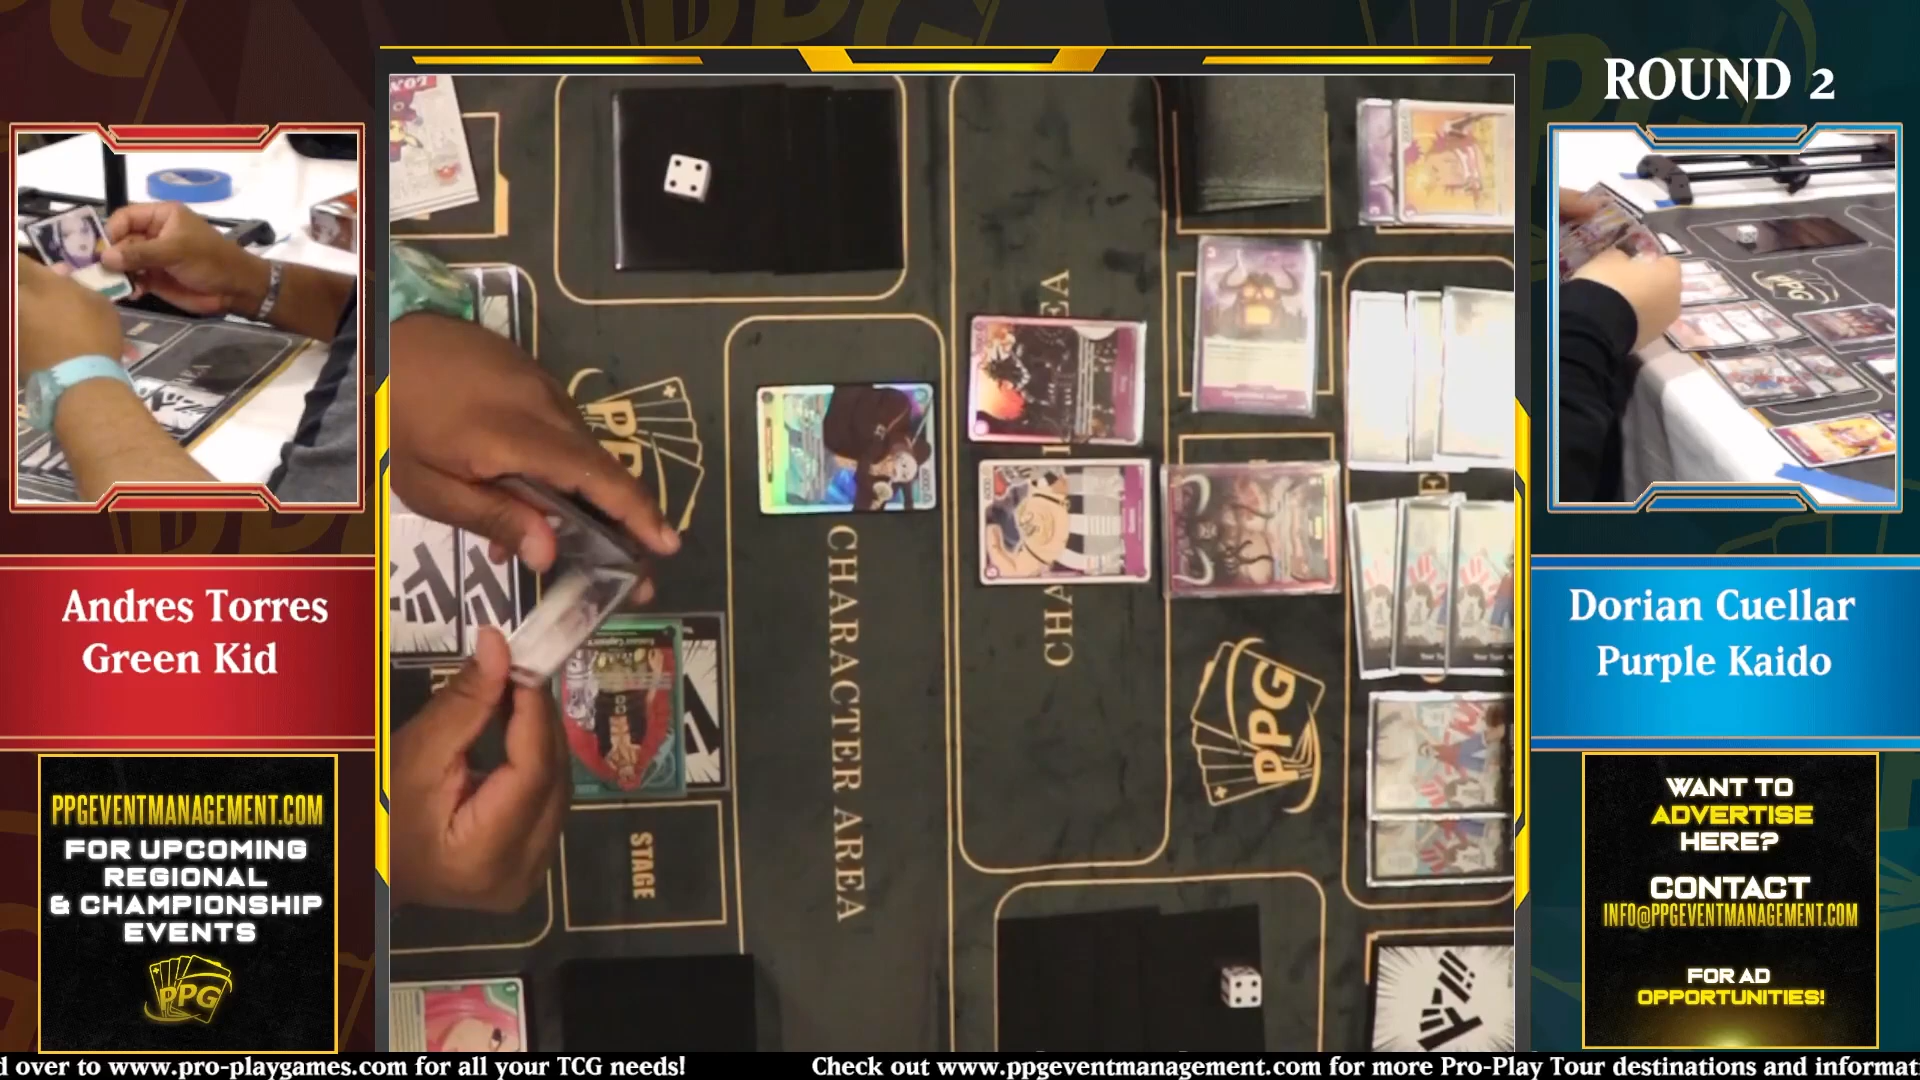 ROUND 2
Andres Torres
Green Kid
Dorian Cuellar
Purple Kaido
PPGEVENTMANAGEMENT.COM
FOR UPCOMING
REGIONAL
& CHAMPIONSHIP
EVENTS
PPG
WANT TO
ADVERTISE
HERE?
CONTACT
INFO@PPGEVENTMANAGEMENT.COM
FOR AD
OPPORTUNITIES!
CHARACTER AREA
STAGE
PPG
d over to www.pro-playgames.com for all your TCG needs!
Check out www.ppgeventmanagement.com for more Pro-Play Tour destinations and informat